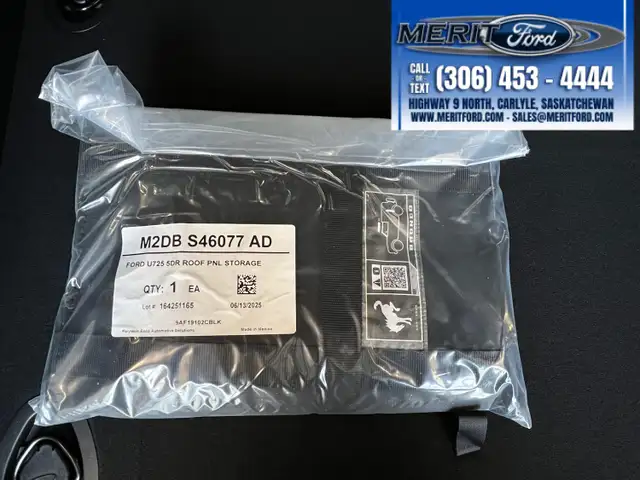 MERIT Ford
CALL OR TEXT (306) 453 - 4444
HIGHWAY 9 NORTH, CARLYLE, SASKATCHEWAN
WWW.MERITFORD.COM - SALES@MERITFORD.COM
M2DB S46077 AD
FORD U725 5DR ROOF PNL STORAGE
QTY: 1 EA
Lot #: 164251165 06/13/2025
9AF19102CBLK
Made in Mexico